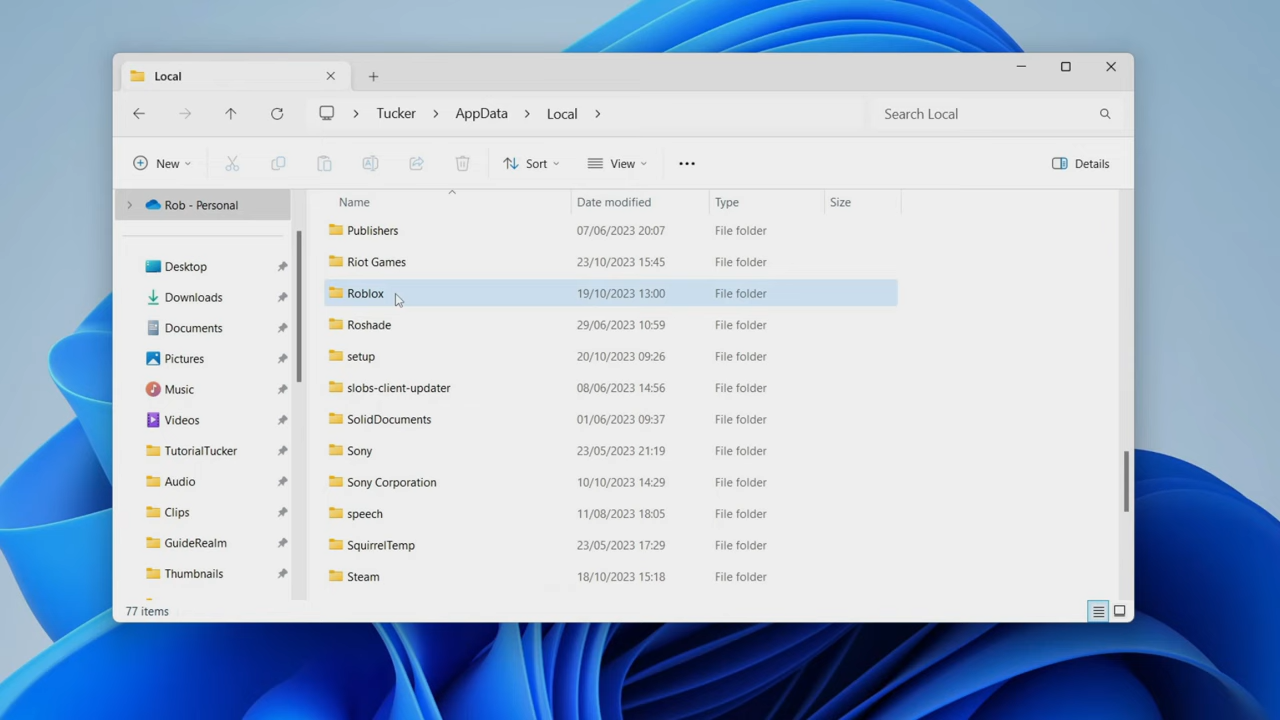 Local
Tucker AppData Local Search Local
New Sort View Details
Rob - Personal
Desktop
Downloads
Documents
Pictures
Music
Videos
TutorialTucker
Audio
Clips
GuideRealm
Thumbnails
Name Date modified Type Size
Publishers 07/06/2023 20:07 File folder
Riot Games 23/10/2023 15:45 File folder
Roblox 19/10/2023 13:00 File folder
Roshade 29/06/2023 10:59 File folder
setup 20/10/2023 09:26 File folder
slobs-client-updater 08/06/2023 14:56 File folder
SolidDocuments 01/06/2023 09:37 File folder
Sony 23/05/2023 21:19 File folder
Sony Corporation 10/10/2023 14:29 File folder
speech 11/08/2023 18:05 File folder
SquirrelTemp 23/05/2023 17:29 File folder
Steam 18/10/2023 15:18 File folder
77 items